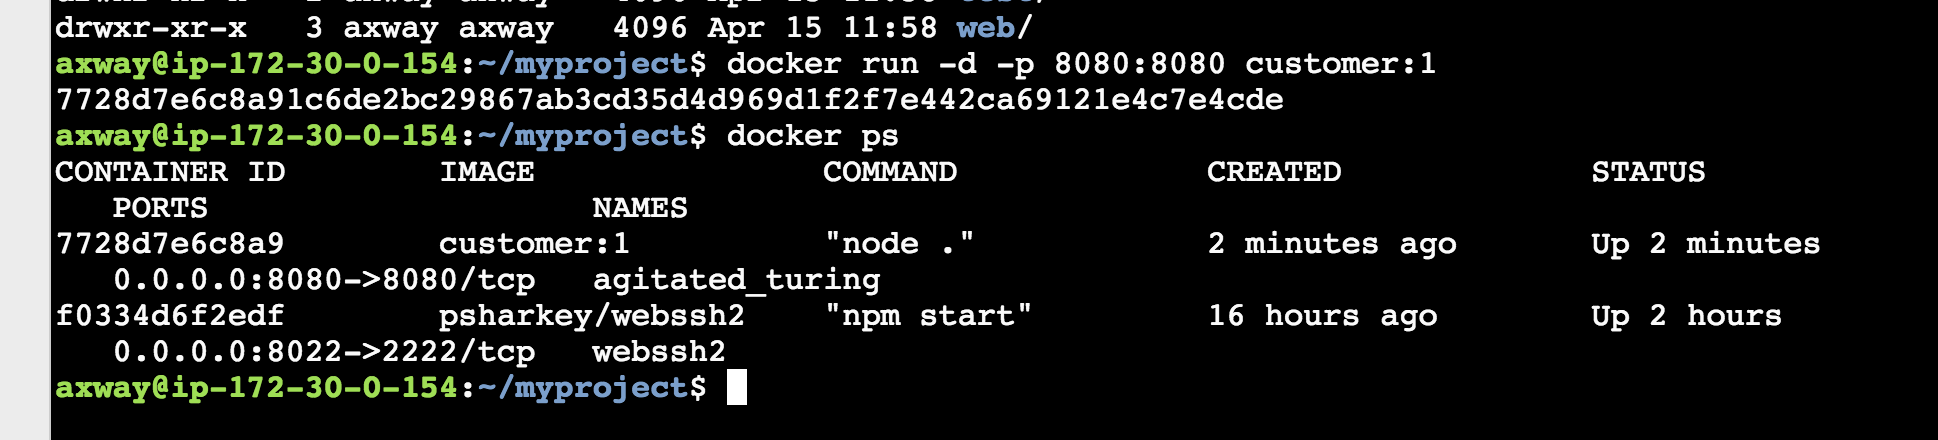 drwxr-xr-x   3 axway axway   4096 Apr 15 11:58 web/
axway@ip-172-30-0-154:~/myproject$ docker run -d -p 8080:8080 customer:1
7728d7e6c8a91c6de2bc29867ab3cd35d4d969d1f2f7e442ca69121e4c7e4cde
axway@ip-172-30-0-154:~/myproject$ docker ps
CONTAINER ID        IMAGE               COMMAND             CREATED             STATUS
   PORTS                    NAMES
7728d7e6c8a9        customer:1          "node ."            2 minutes ago       Up 2 minutes
   0.0.0.0:8080->8080/tcp   agitated_turing
f0334d6f2edf        psharkey/webssh2    "npm start"         16 hours ago        Up 2 hours
   0.0.0.0:8022->2222/tcp   webssh2
axway@ip-172-30-0-154:~/myproject$